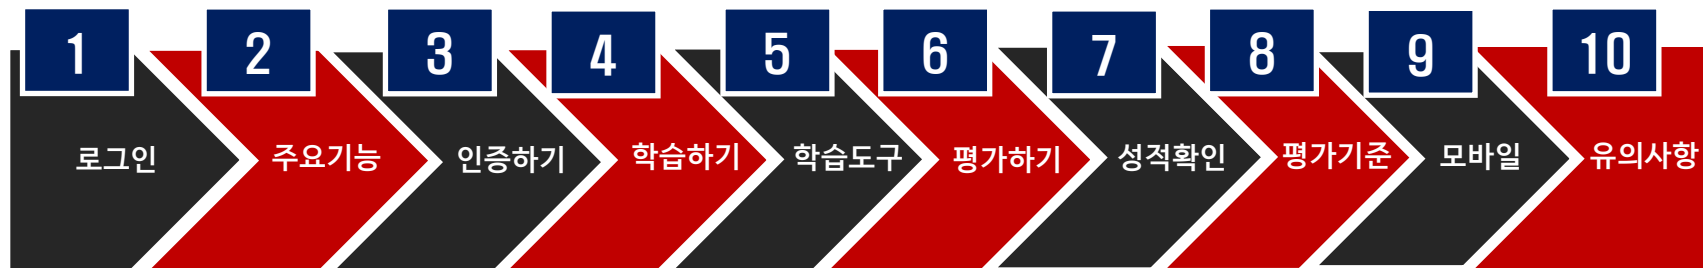 1 2 3 4 5 6 7 8 9 10
로그인 주요기능 인증하기 학습하기 학습도구 평가하기 성적확인 평가기준 모바일 유의사항